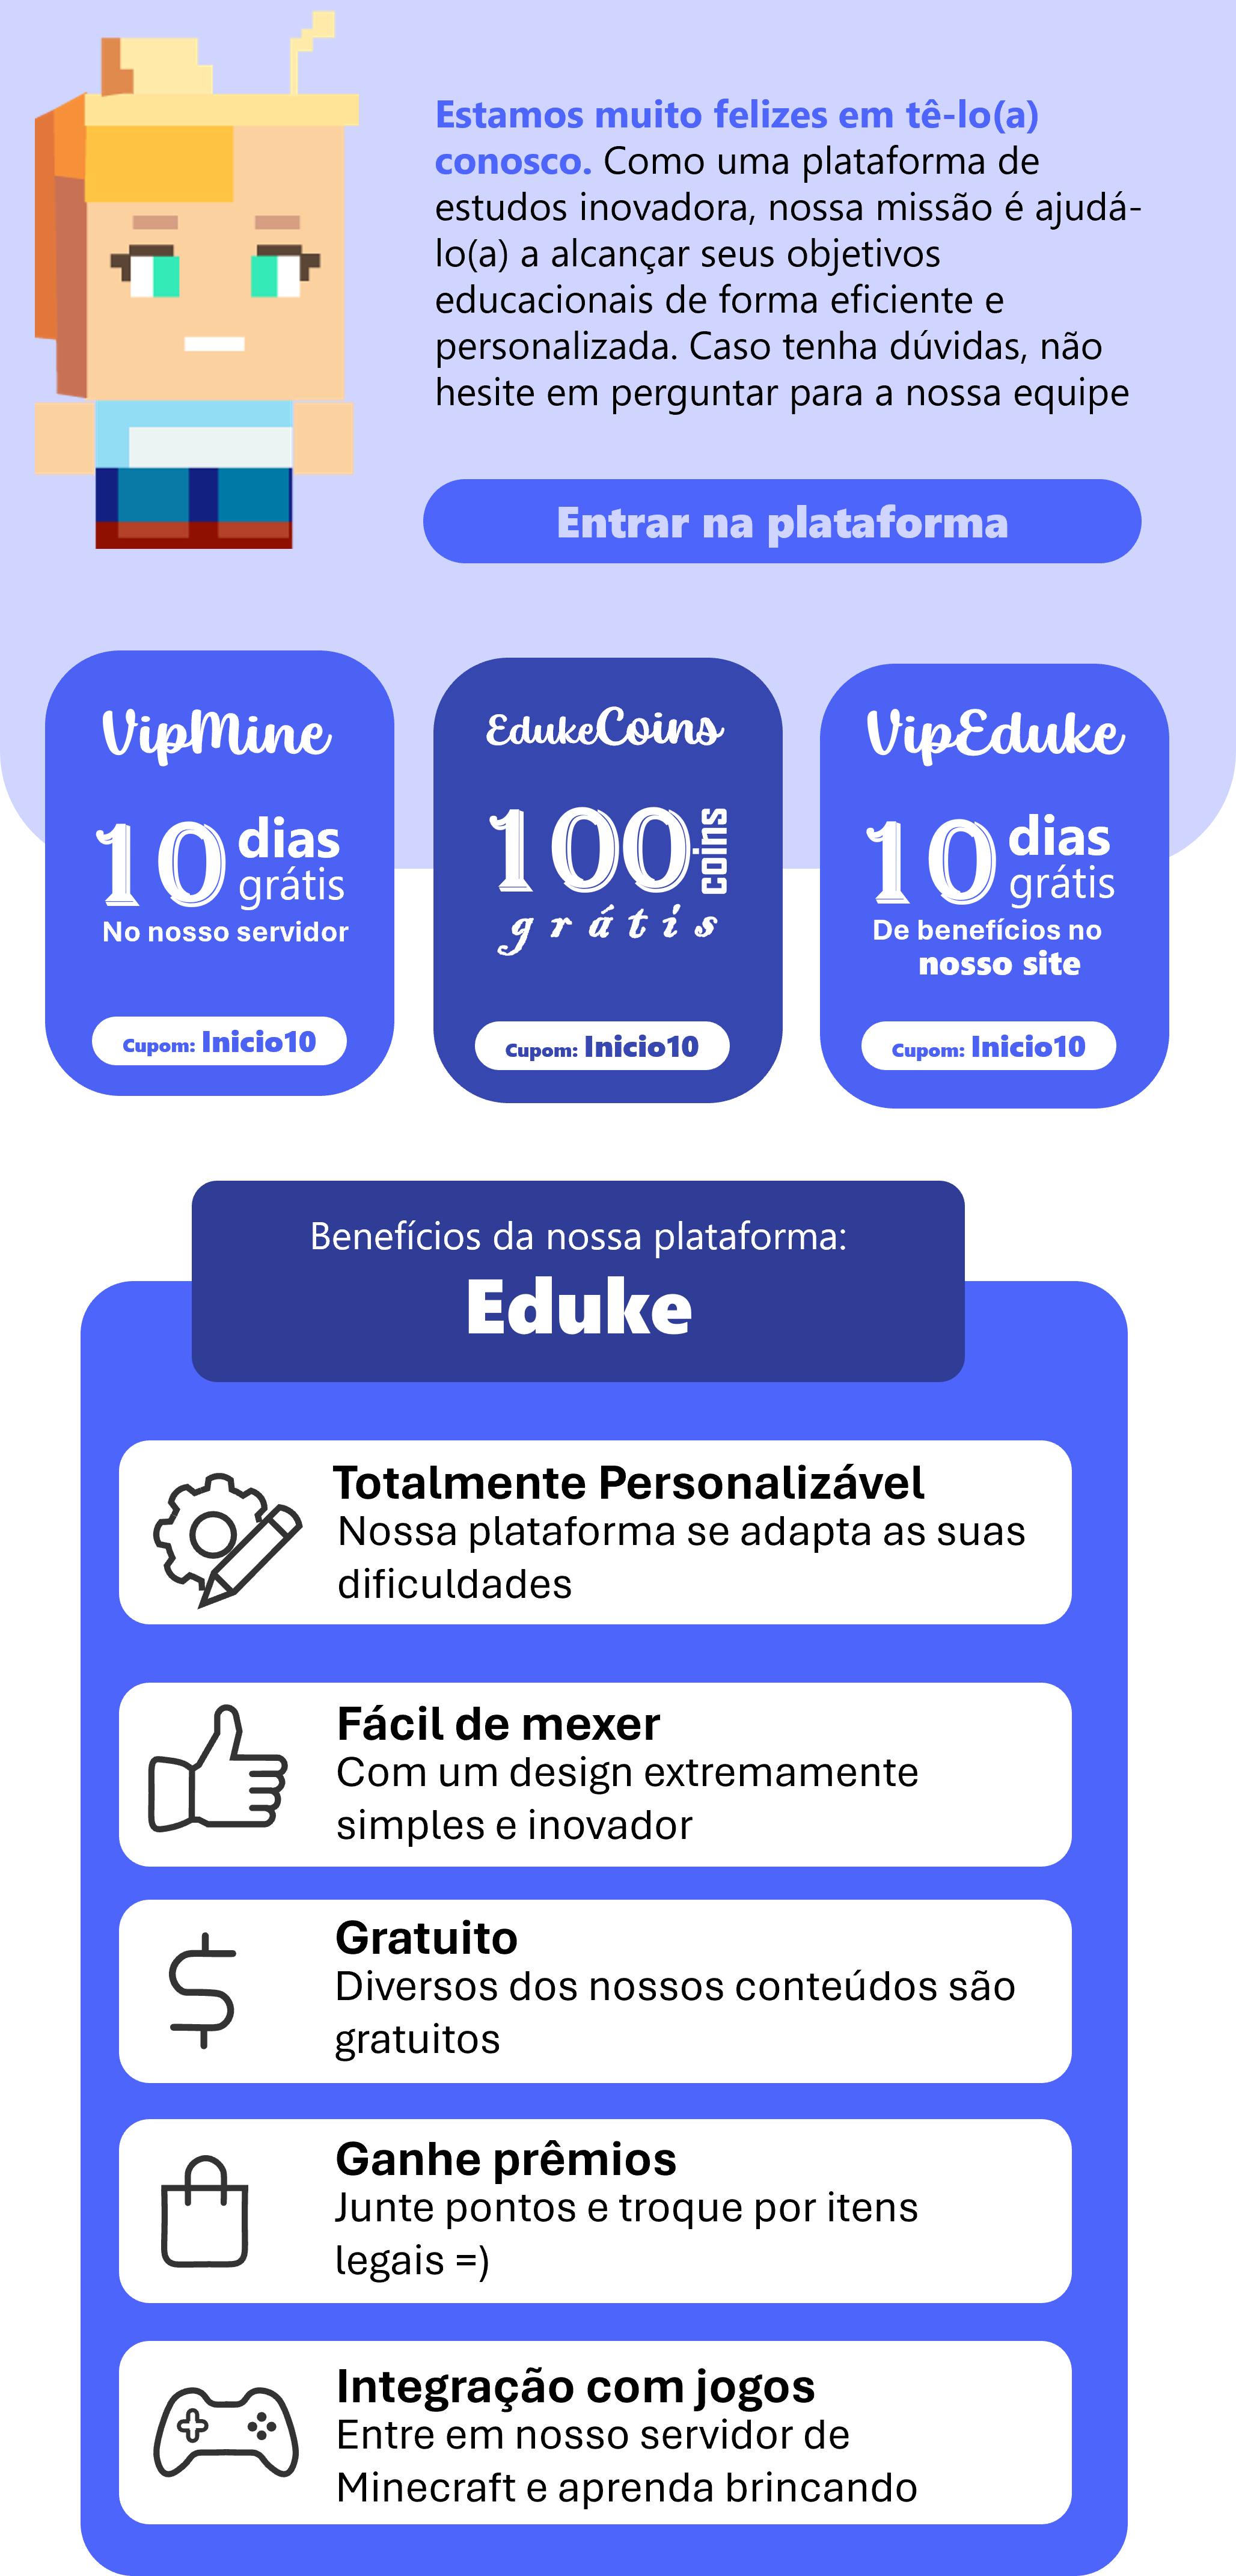 Estamos muito felizes em tê-lo(a)
conosco. Como uma plataforma de
estudos inovadora, nossa missão é ajudá-
lo(a) a alcançar seus objetivos
educacionais de forma eficiente e
personalizada. Caso tenha dúvidas, não
hesite em perguntar para a nossa equipe
Entrar na plataforma
VipMine
10 dias
grátis
No nosso servidor
Cupom: Inicio10
EdukeCoins
100 coins
grátis
Cupom: Inicio10
VipEduke
10 dias
grátis
De benefícios no
nosso site
Cupom: Inicio10
Benefícios da nossa plataforma:
Eduke
Totalmente Personalizável
Nossa plataforma se adapta as suas
dificuldades
Fácil de mexer
Com um design extremamente
simples e inovador
Gratuito
Diversos dos nossos conteúdos são
gratuitos
Ganhe prêmios
Junte pontos e troque por itens
legais =)
Integração com jogos
Entre em nosso servidor de
Minecraft e aprenda brincando